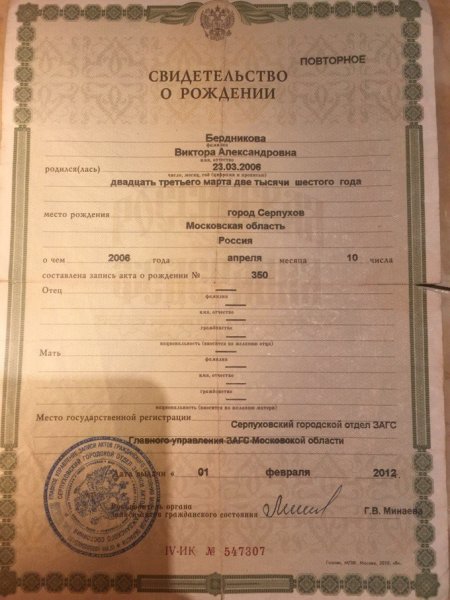 ПОВТОРНОЕ
СВИДЕТЕЛЬСТВО
О РОЖДЕНИИ
Бердникова
фамилия
Виктора Александровна
имя, отчество
родился(лась) 23.03.2006
число, месяц, год (цифрами и прописью)
двадцать третьего марта две тысячи шестого года
место рождения город Серпухов
Московская область
Россия
о чем 2006 года апреля месяца 10 числа
составлена запись акта о рождении № 350
Отец
фамилия
имя, отчество
гражданство
национальность (вносится по желанию отца)
Мать
фамилия
имя, отчество
гражданство
национальность (вносится по желанию матери)
Место государственной регистрации Серпуховский городской отдел ЗАГС
Главного управления ЗАГС Московской области
Дата выдачи « 01 » февраля 2012
Руководитель органа
записи актов гражданского состояния Г.В. Минаева
IV-ИК № 547307